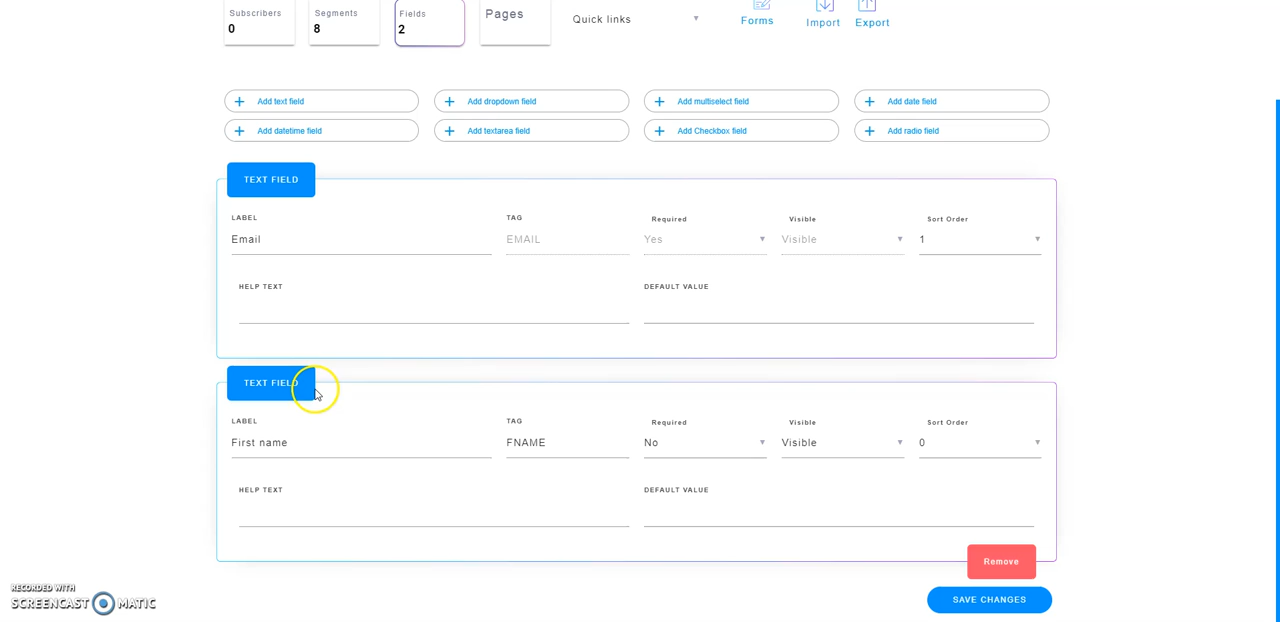 Subscribers
0
Segments
8
Fields
2
Pages
Quick links
Forms
Import
Export
Add text field
Add dropdown field
Add multiselect field
Add date field
Add datetime field
Add textarea field
Add Checkbox field
Add radio field
TEXT FIELD
LABEL
TAG
Required
Visible
Sort Order
Email
EMAIL
Yes
Visible
1
HELP TEXT
DEFAULT VALUE
TEXT FIELD
LABEL
TAG
Required
Visible
Sort Order
First name
FNAME
No
Visible
0
HELP TEXT
DEFAULT VALUE
Remove
SAVE CHANGES
RECORDED WITH
SCREENCAST MATIC